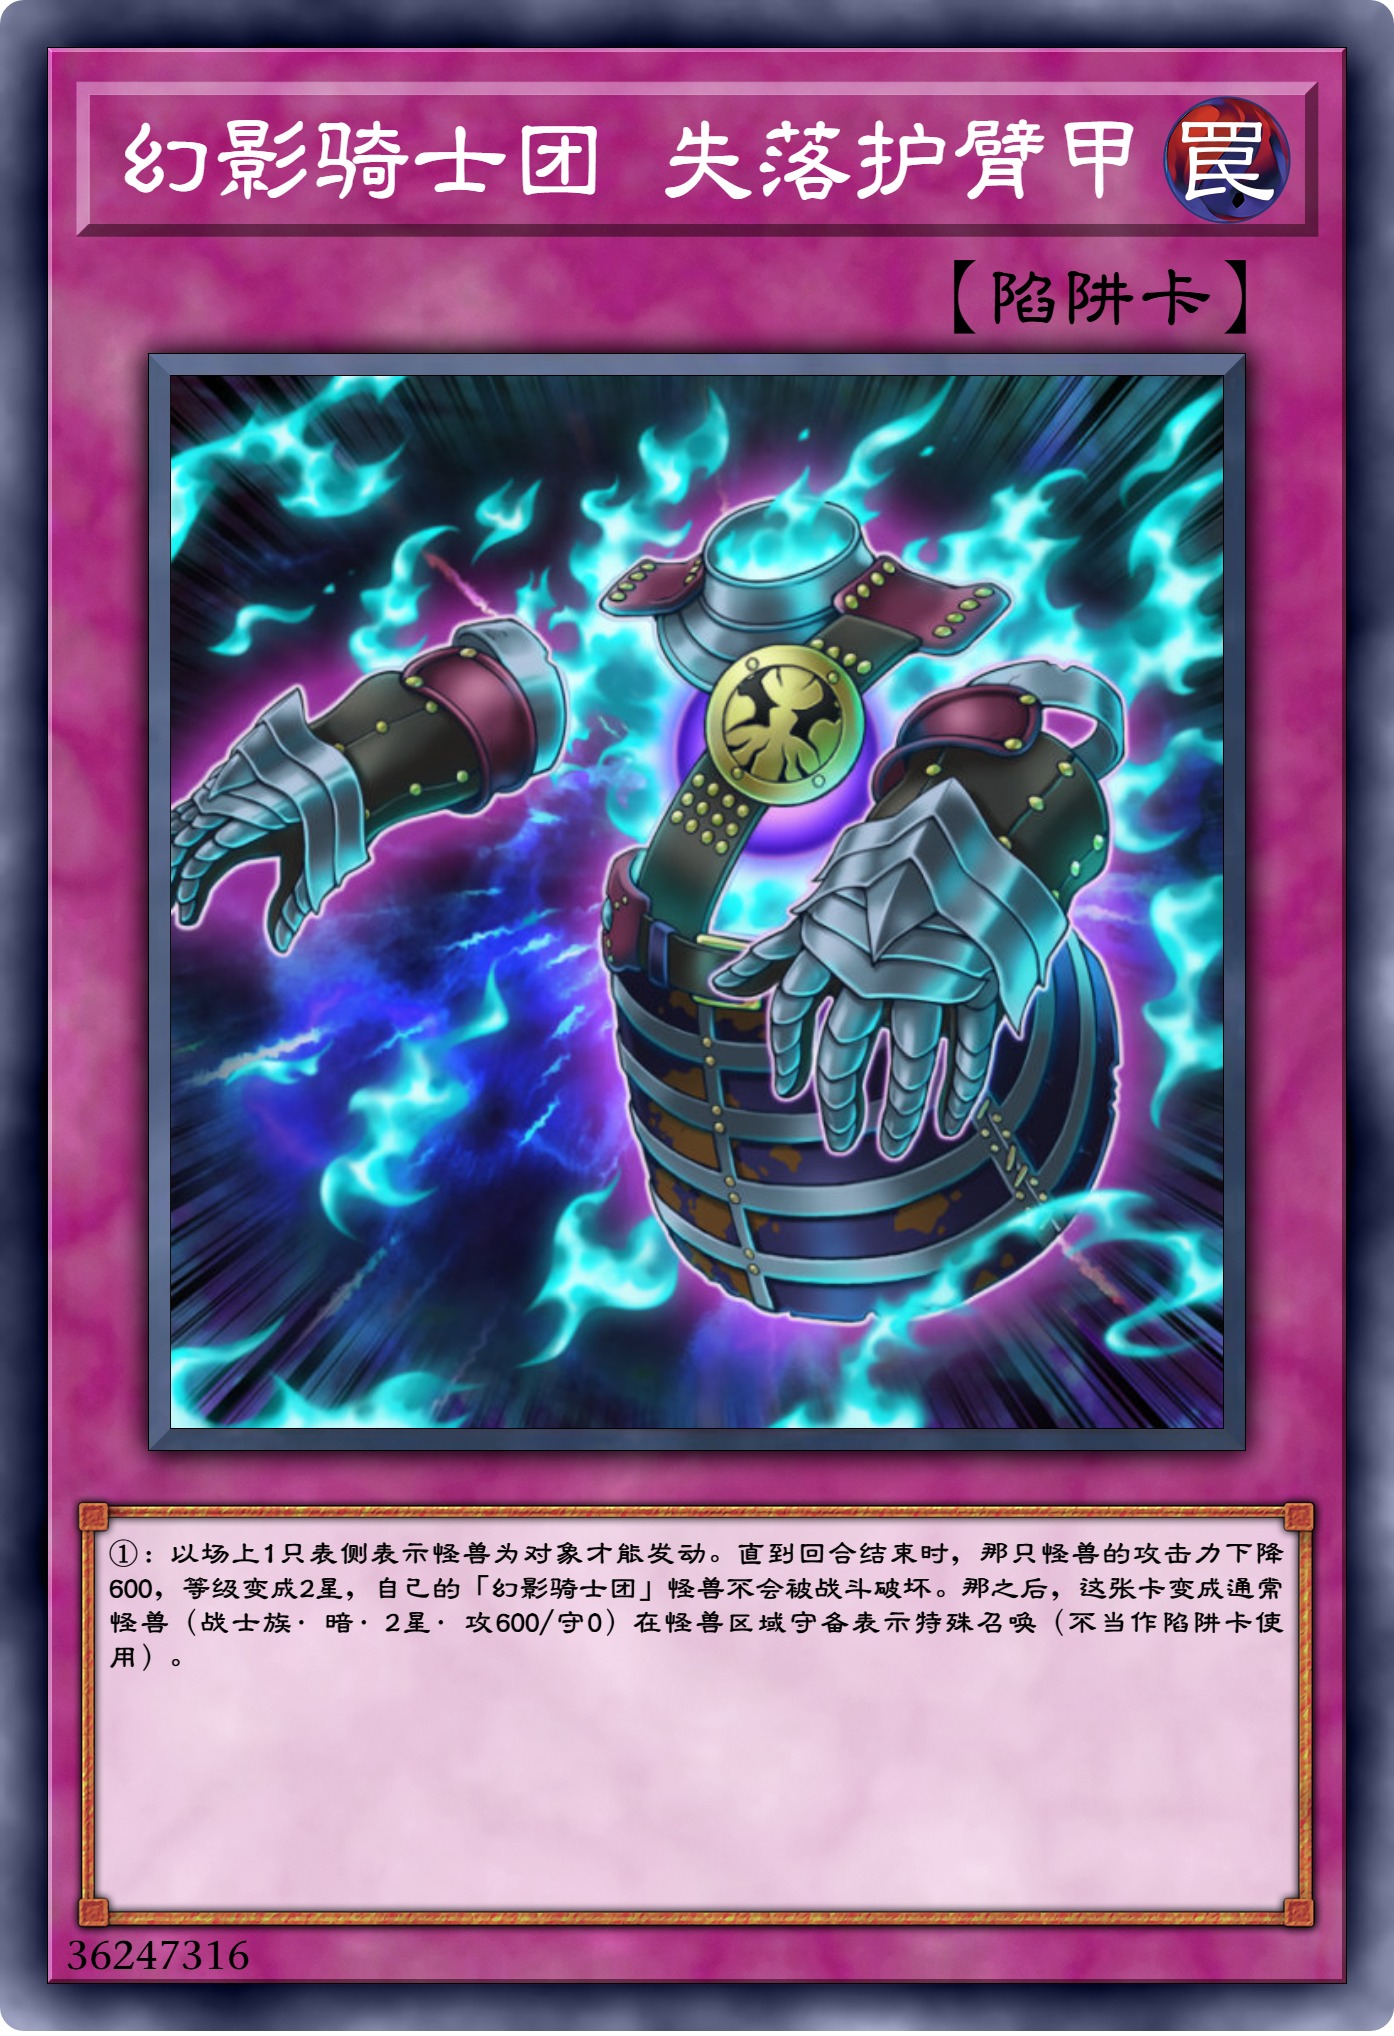 幻影骑士团 失落护臂甲 罠
【陷阱卡】
①：以场上1只表侧表示怪兽为对象才能发动。直到回合结束时，那只怪兽的攻击力下降
600，等级变成2星，自己的「幻影骑士团」怪兽不会被战斗破坏。那之后，这张卡变成通常
怪兽（战士族·暗·2星·攻600/守0）在怪兽区域守备表示特殊召唤（不当作陷阱卡使
用）。
36247316